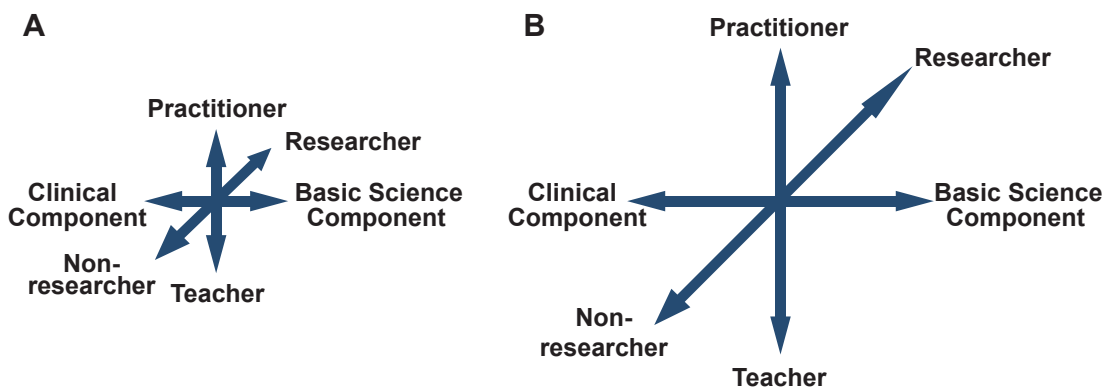 A
Practitioner
Researcher
Clinical
Component
Basic Science
Component
Non-
researcher
Teacher
B
Practitioner
Researcher
Clinical
Component
Basic Science
Component
Non-
researcher
Teacher